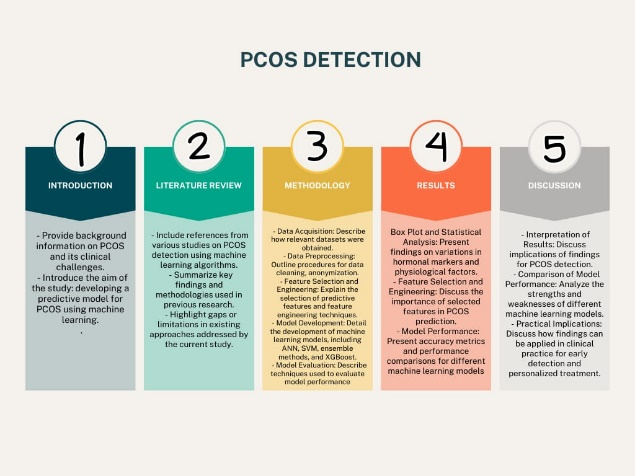 PCOS DETECTION
1
INTRODUCTION
- Provide background
information on PCOS
and its clinical
challenges.
- Introduce the aim of
the study: developing a
predictive model for
PCOS using machine
learning.
.
2
LITERATURE REVIEW
- Include references from
various studies on PCOS
detection using machine
learning algorithms.
- Summarize key
findings and
methodologies used in
previous research.
- Highlight gaps or
limitations in existing
approaches addressed by
the current study.
3
METHODOLOGY
- Data Acquisition: Describe
how relevant datasets were
obtained.
- Data Preprocessing:
Outline procedures for data
cleaning, anonymization.
- Feature Selection and
Engineering: Explain the
selection of predictive
features and feature
engineering techniques.
- Model Development: Detail
the development of machine
learning models, including
ANN, SVM, ensemble
methods, and XGBoost.
- Model Evaluation: Describe
techniques used to evaluate
model performance
4
RESULTS
Box Plot and Statistical
Analysis: Present
findings on variations in
hormonal markers and
physiological factors.
- Feature Selection and
Engineering: Discuss the
importance of selected
features in PCOS
prediction.
- Model Performance:
Present accuracy metrics
and performance
comparisons for different
machine learning models
5
DISCUSSION
- Interpretation of
Results: Discuss
implications of findings
for PCOS detection.
- Comparison of Model
Performance: Analyze the
strengths and
weaknesses of different
machine learning models.
- Practical Implications:
Discuss how findings can
be applied in clinical
practice for early
detection and
personalized treatment.